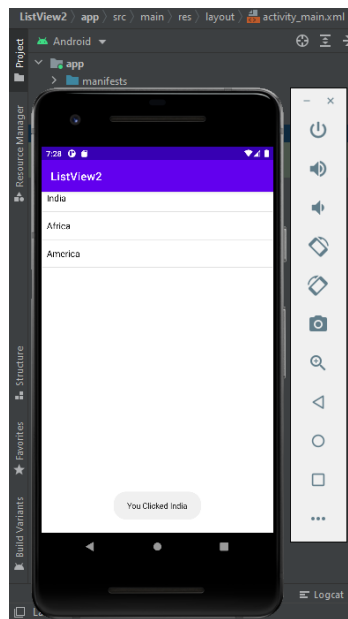 ListView2 app src main res layout activity_main.xml
Project
Android
app
manifests
Resource Manager
7:28
ListView2
India
Africa
America
You Clicked India
Structure
Favorites
Build Variants
Logcat